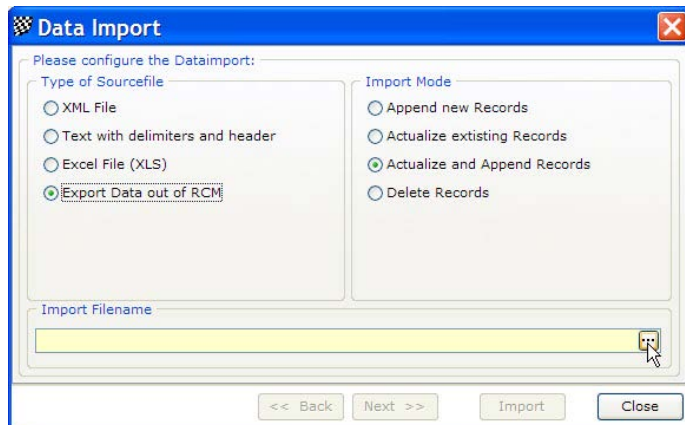 Data Import
Please configure the Dataimport:
Type of Sourcefile
XML File
Text with delimiters and header
Excel File (XLS)
Export Data out of RCM
Import Mode
Append new Records
Actualize extisting Records
Actualize and Append Records
Delete Records
Import Filename
...
<< Back Next >> Import Close